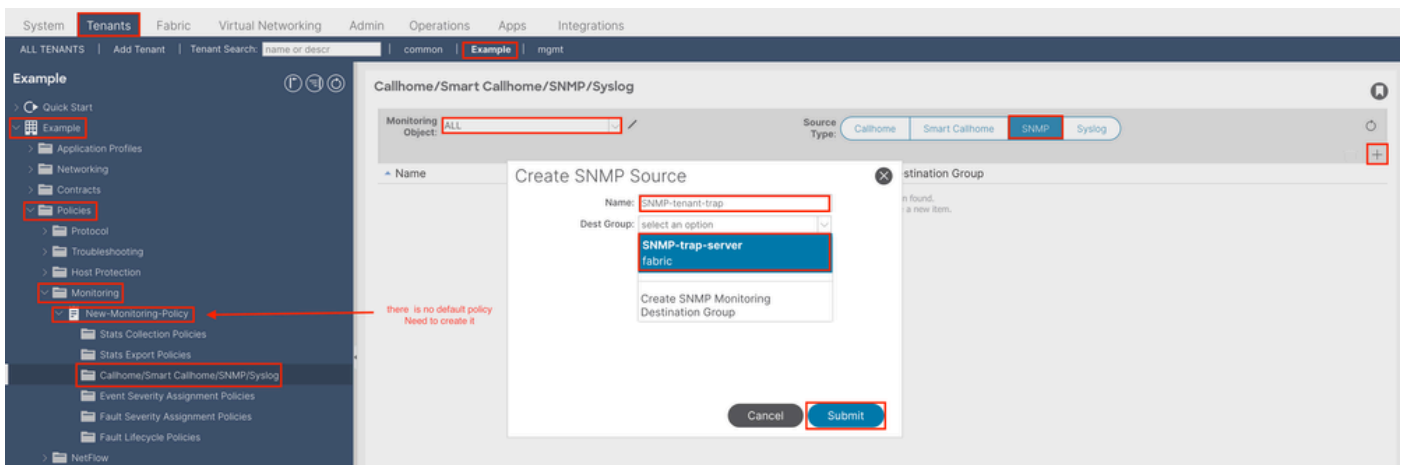 System Tenants Fabric Virtual Networking Admin Operations Apps Integrations
ALL TENANTS | Add Tenant | Tenant Search: name or descr | common | Example | mgmt
Example
Quick Start
Example
Application Profiles
Networking
Contracts
Policies
Protocol
Troubleshooting
Host Protection
Monitoring
New-Monitoring-Policy
Stats Collection Policies
Stats Export Policies
Callhome/Smart Callhome/SNMP/Syslog
Event Severity Assignment Policies
Fault Severity Assignment Policies
Fault Lifecycle Policies
NetFlow
Callhome/Smart Callhome/SNMP/Syslog
Monitoring Object: ALL
Source Type: Callhome Smart Callhome SNMP Syslog
Name
stination Group
n found.
a new item.
there is no default policy
Need to create it
Create SNMP Source
Name: SNMP-tenant-trap
Dest Group: select an option
SNMP-trap-server
fabric
Create SNMP Monitoring
Destination Group
Cancel Submit